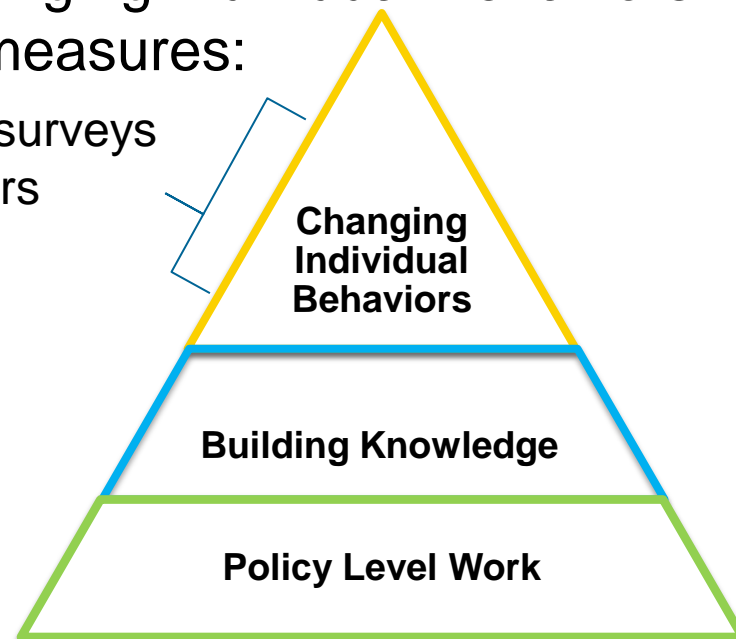 measures:
surveys
rs
Changing
Individual
Behaviors
Building Knowledge
Policy Level Work